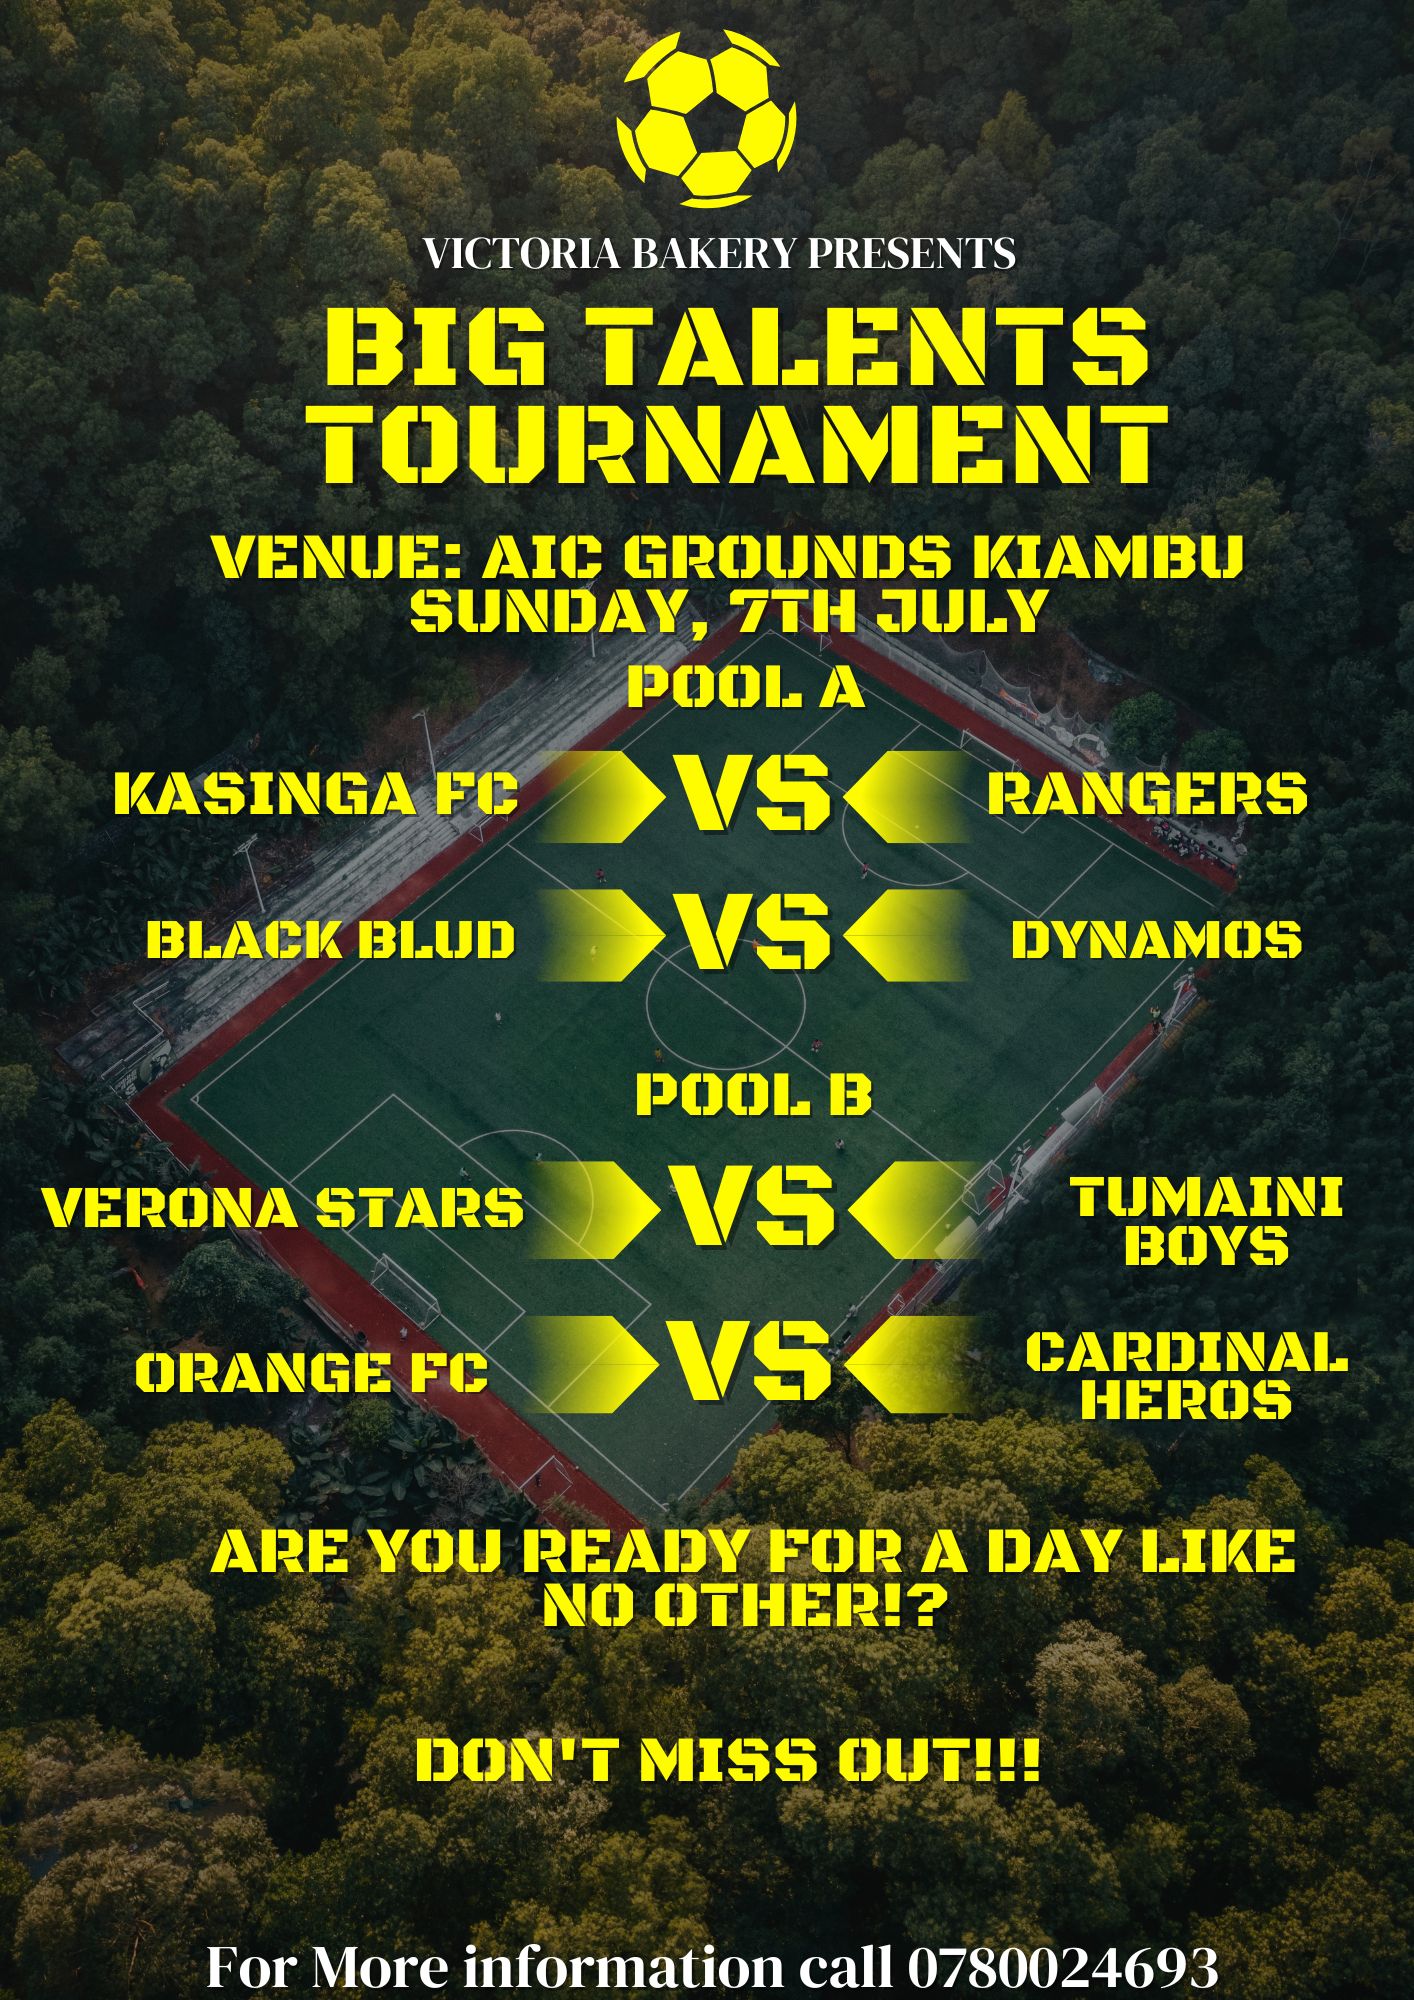 VICTORIA BAKERY PRESENTS
BIG TALENTS
TOURNAMENT
VENUE: AIC GROUNDS KIAMBU
SUNDAY, 7TH JULY
POOL A
KASINGA FC VS RANGERS
BLACK BLUD VS DYNAMOS
POOL B
VERONA STARS VS TUMAINI
BOYS
ORANGE FC VS CARDINAL
HEROS
ARE YOU READY FOR A DAY LIKE
NO OTHER!?
DON'T MISS OUT!!!
For More information call 0780024693